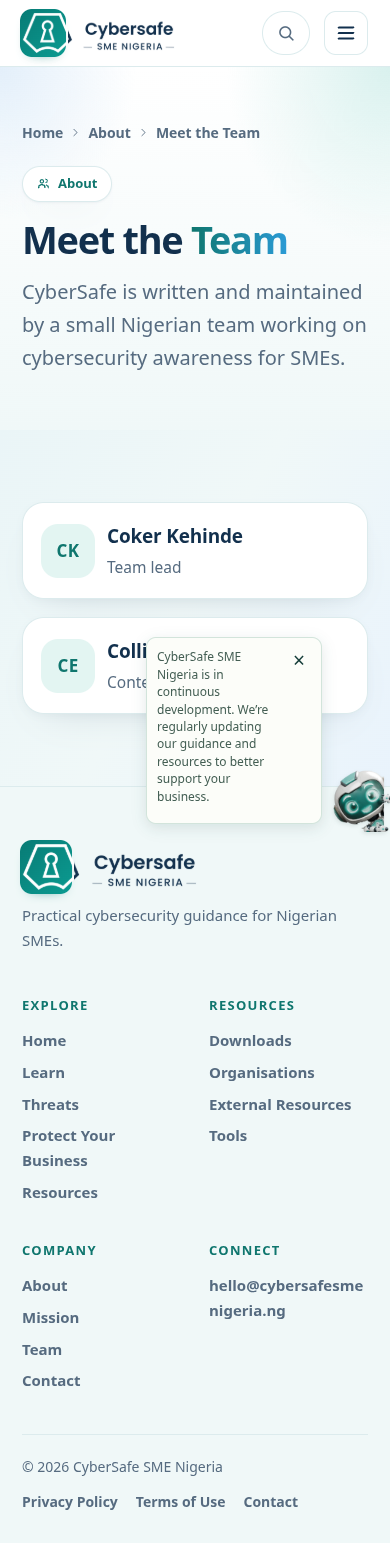 Cybersafe
SME NIGERIA
Home > About > Meet the Team
About
Meet the Team
CyberSafe is written and maintained
by a small Nigerian team working on
cybersecurity awareness for SMEs.
CK
Coker Kehinde
Team lead
CE
Colli
Conte
CyberSafe SME
Nigeria is in
continuous
development. We’re
regularly updating
our guidance and
resources to better
support your
business.
Cybersafe
SME NIGERIA
Practical cybersecurity guidance for Nigerian
SMEs.
EXPLORE
Home
Learn
Threats
Protect Your
Business
Resources
RESOURCES
Downloads
Organisations
External Resources
Tools
COMPANY
About
Mission
Team
Contact
CONNECT
hello@cybersafesme
nigeria.ng
© 2026 CyberSafe SME Nigeria
Privacy Policy Terms of Use Contact